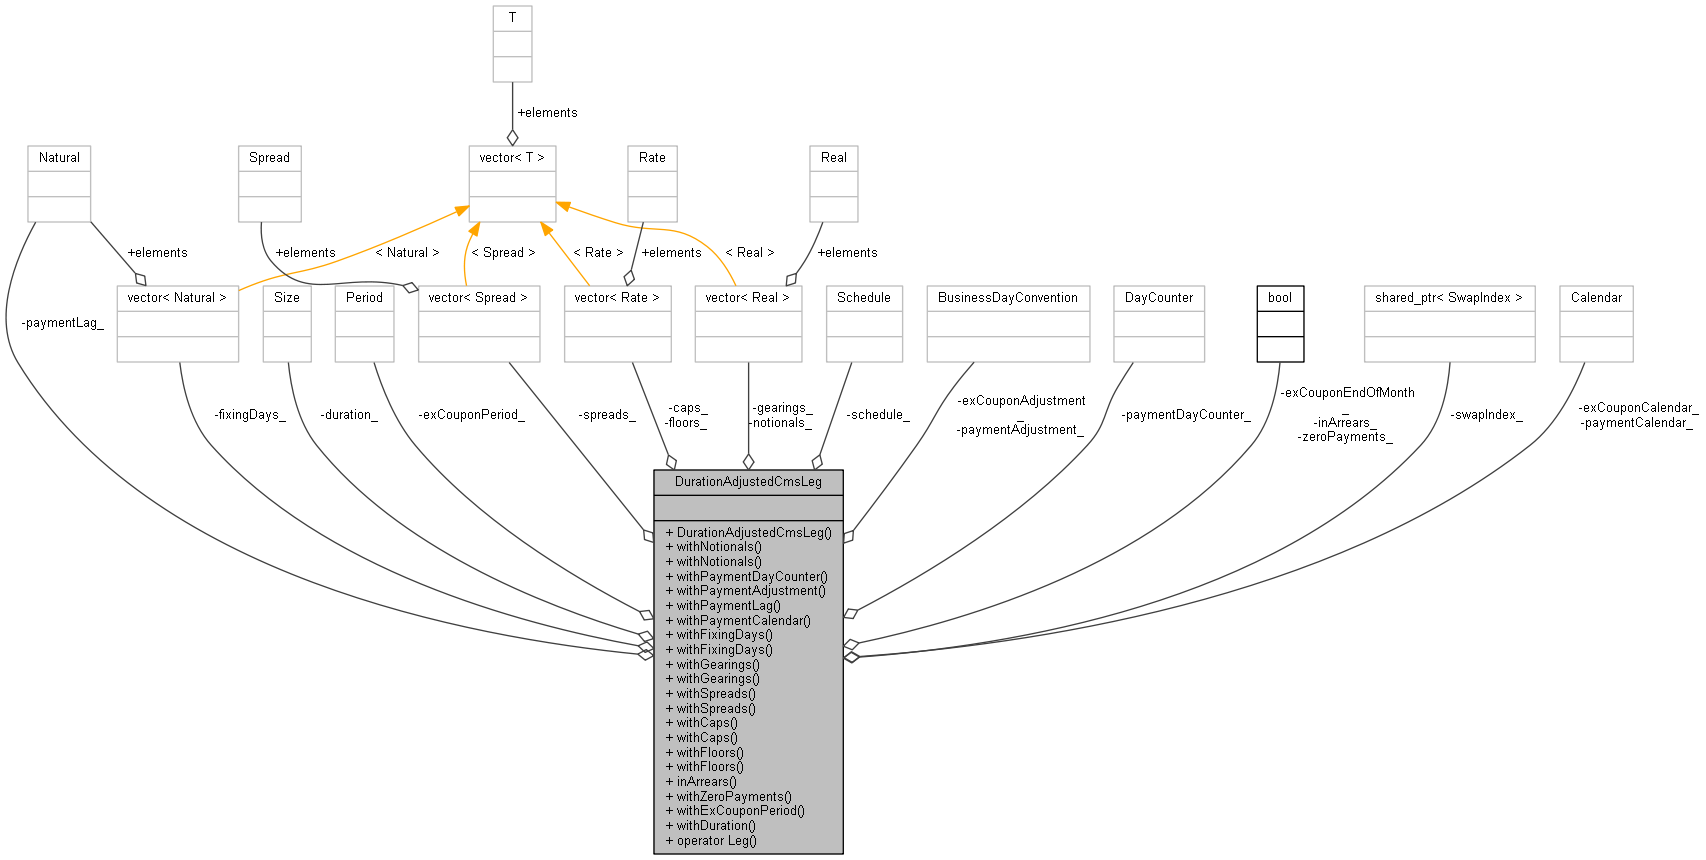 T
+elements
Natural
Spread
vector< T >
Rate
Real
+elements
+elements
< Natural >
< Spread >
< Rate >
+elements
< Real >
+elements
vector< Natural >
Size
Period
vector< Spread >
vector< Rate >
vector< Real >
Schedule
BusinessDayConvention
DayCounter
bool
shared_ptr< SwapIndex >
Calendar
-paymentLag_
-fixingDays_
-duration_
-exCouponPeriod_
-spreads_
-caps_
-floors_
-gearings_
-notionals_
-schedule_
-exCouponAdjustment
_
-paymentAdjustment_
-paymentDayCounter_
-exCouponEndOfMonth
_
-inArrears_
-zeroPayments_
-swapIndex_
-exCouponCalendar_
-paymentCalendar_
DurationAdjustedCmsLeg
+ DurationAdjustedCmsLeg()
+ withNotionals()
+ withNotionals()
+ withPaymentDayCounter()
+ withPaymentAdjustment()
+ withPaymentLag()
+ withPaymentCalendar()
+ withFixingDays()
+ withFixingDays()
+ withGearings()
+ withGearings()
+ withSpreads()
+ withSpreads()
+ withCaps()
+ withCaps()
+ withFloors()
+ withFloors()
+ inArrears()
+ withZeroPayments()
+ withExCouponPeriod()
+ withDuration()
+ operator Leg()